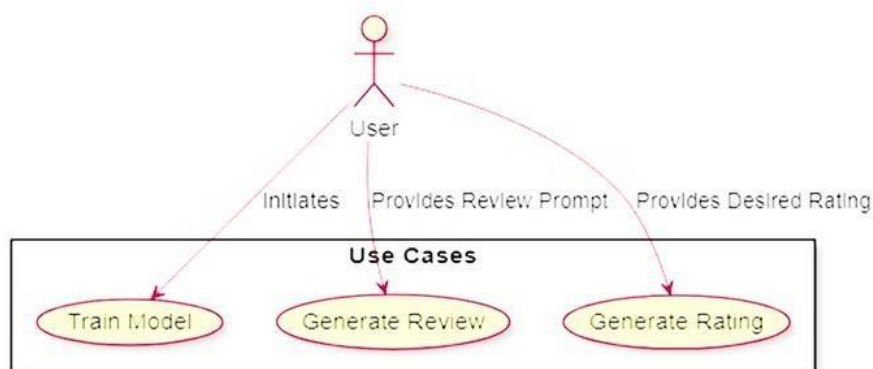 User
Initiates
Provides Review Prompt
Provides Desired Rating
Use Cases
Train Model
Generate Review
Generate Rating